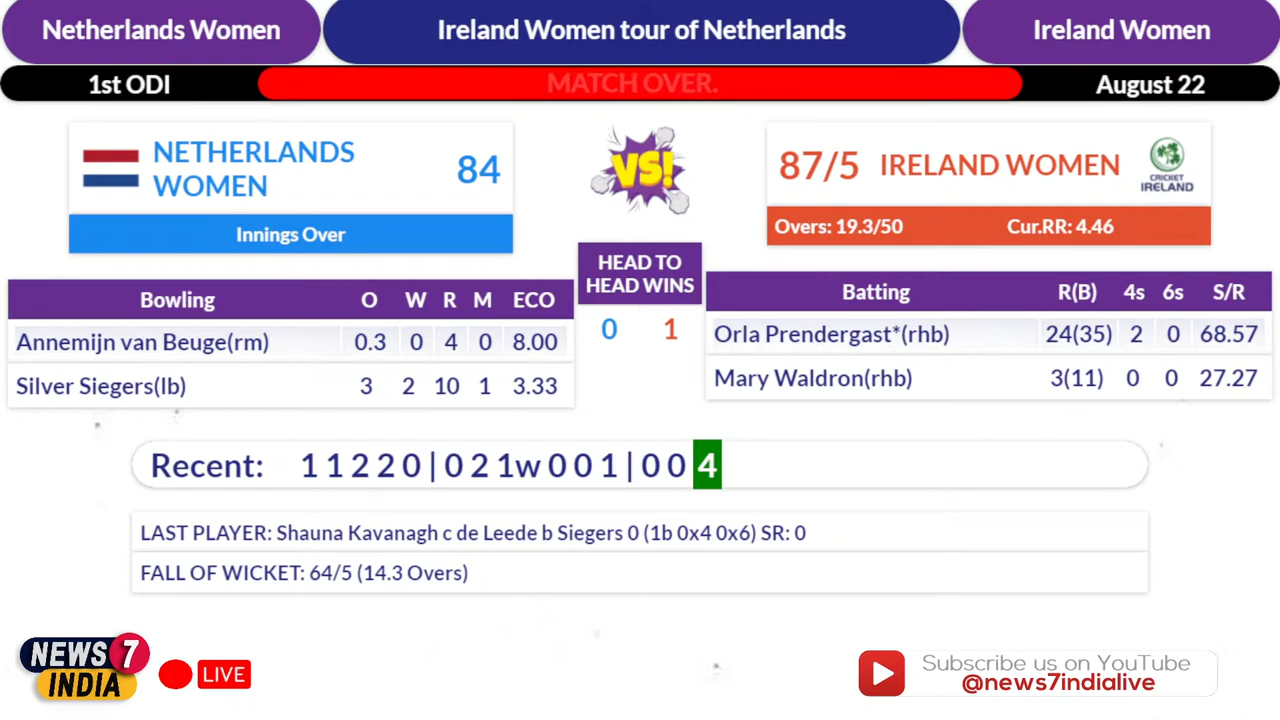 Netherlands Women
Ireland Women tour of Netherlands
Ireland Women
1st ODI
MATCH OVER.
August 22
NETHERLANDS
WOMEN
84
Innings Over
VS!
87/5 IRELAND WOMEN
CRICKET
IRELAND
Overs: 19.3/50 Cur.RR: 4.46
HEAD TO
HEAD WINS
0 1
Bowling O W R M ECO
Annemijn van Beuge(rm) 0.3 0 4 0 8.00
Silver Siegers(lb) 3 2 10 1 3.33
Batting R(B) 4s 6s S/R
Orla Prendergast*(rhb) 24(35) 2 0 68.57
Mary Waldron(rhb) 3(11) 0 0 27.27
Recent: 1 1 2 2 0 | 0 2 1w 0 0 1 | 0 0 4
LAST PLAYER: Shauna Kavanagh c de Leede b Siegers 0 (1b 0x4 0x6) SR: 0
FALL OF WICKET: 64/5 (14.3 Overs)
NEWS 7
INDIA
LIVE
Subscribe us on YouTube
@news7indialive